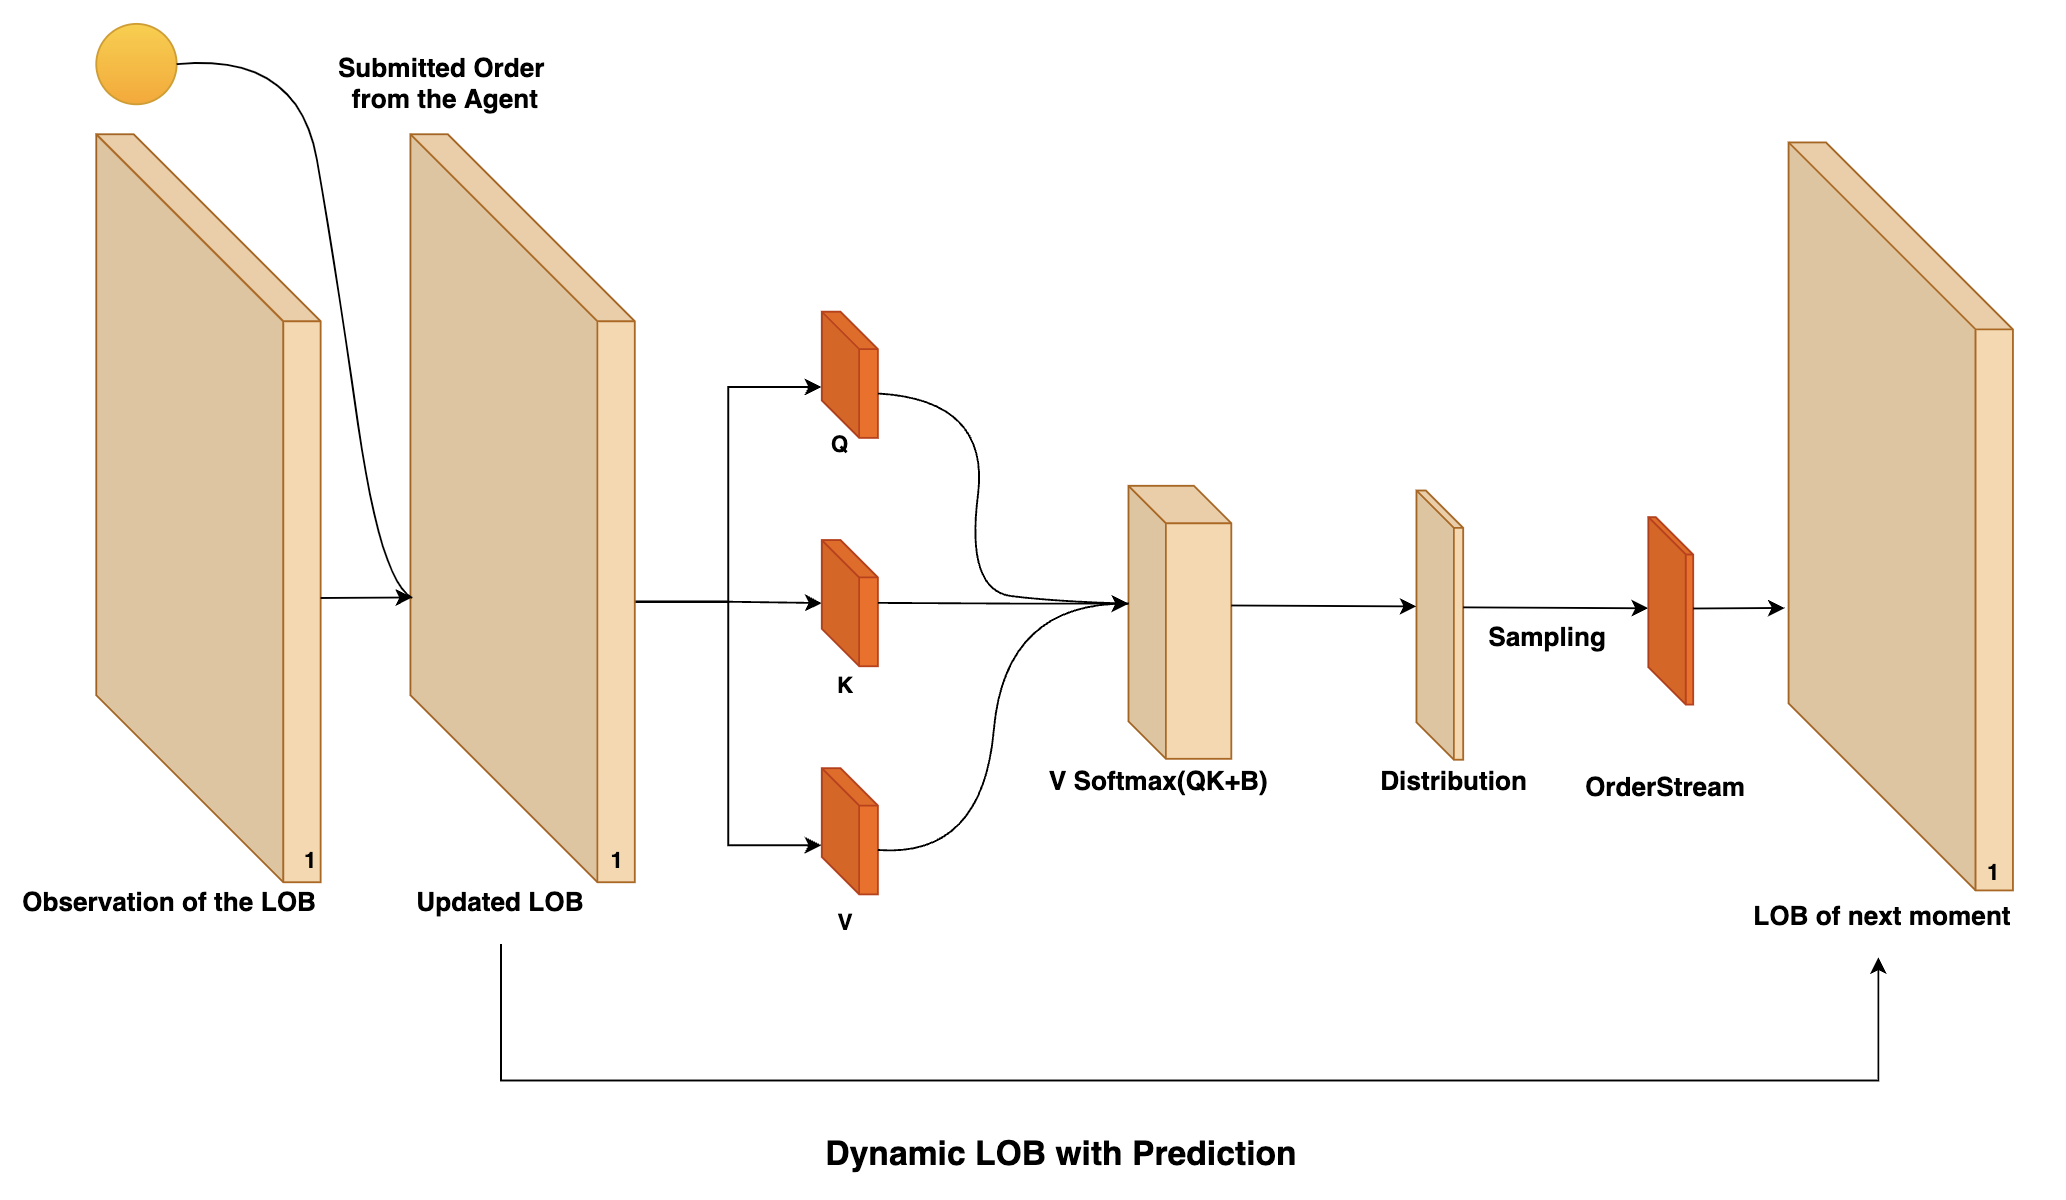 Submitted Order
from the Agent
Q
K
V
1
1
1
V Softmax(QK+B)
Distribution
Sampling
OrderStream
Observation of the LOB
Updated LOB
LOB of next moment
Dynamic LOB with Prediction